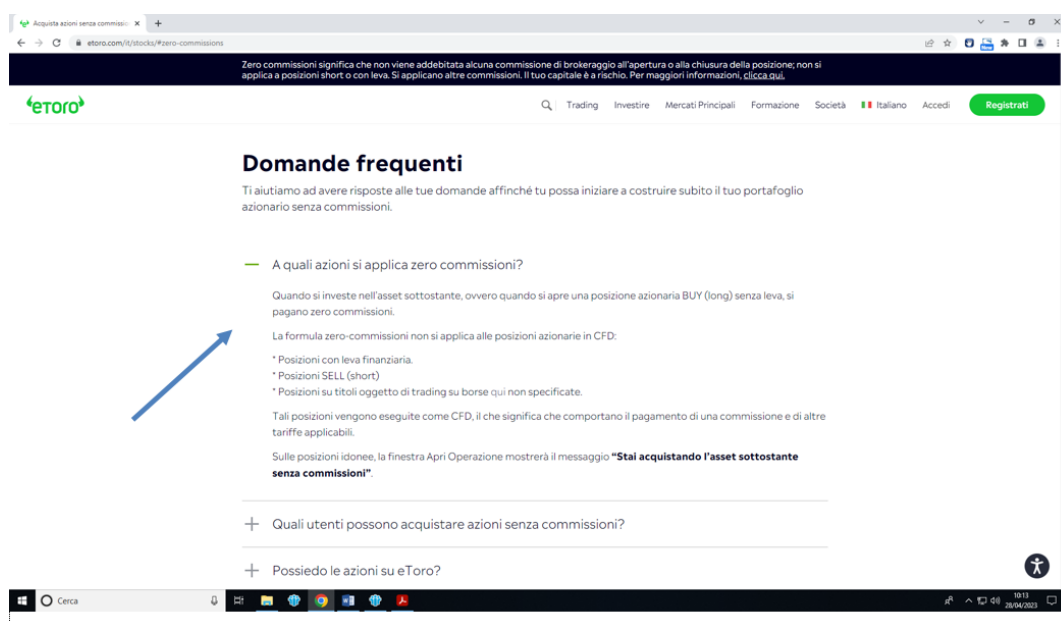 Acquista azioni senza commissio
etoro.com/it/stocks/#zero-commissions
Zero commissioni significa che non viene addebitata alcuna commissione di brokeraggio all'apertura o alla chiusura della posizione; non si
applica a posizioni short o con leva. Si applicano altre commissioni. Il tuo capitale è a rischio. Per maggiori informazioni, clicca qui.
eToro
Trading Investire Mercati Principali Formazione Società Italiano Accedi Registrati
Domande frequenti
Ti aiutiamo ad avere risposte alle tue domande affinché tu possa iniziare a costruire subito il tuo portafoglio
azionario senza commissioni.
A quali azioni si applica zero commissioni?
Quando si investe nell'asset sottostante, ovvero quando si apre una posizione azionaria BUY (long) senza leva, si
pagano zero commissioni.
La formula zero-commissioni non si applica alle posizioni azionarie in CFD:
* Posizioni con leva finanziaria.
* Posizioni SELL (short)
* Posizioni su titoli oggetto di trading su borse qui non specificate.
Tali posizioni vengono eseguite come CFD, il che significa che comportano il pagamento di una commissione e di altre
tariffe applicabili.
Sulle posizioni idonee, la finestra Apri Operazione mostrerà il messaggio "Stai acquistando l'asset sottostante
senza commissioni".
Quali utenti possono acquistare azioni senza commissioni?
Possiedo le azioni su eToro?
Cerca
10:13
28/04/2023